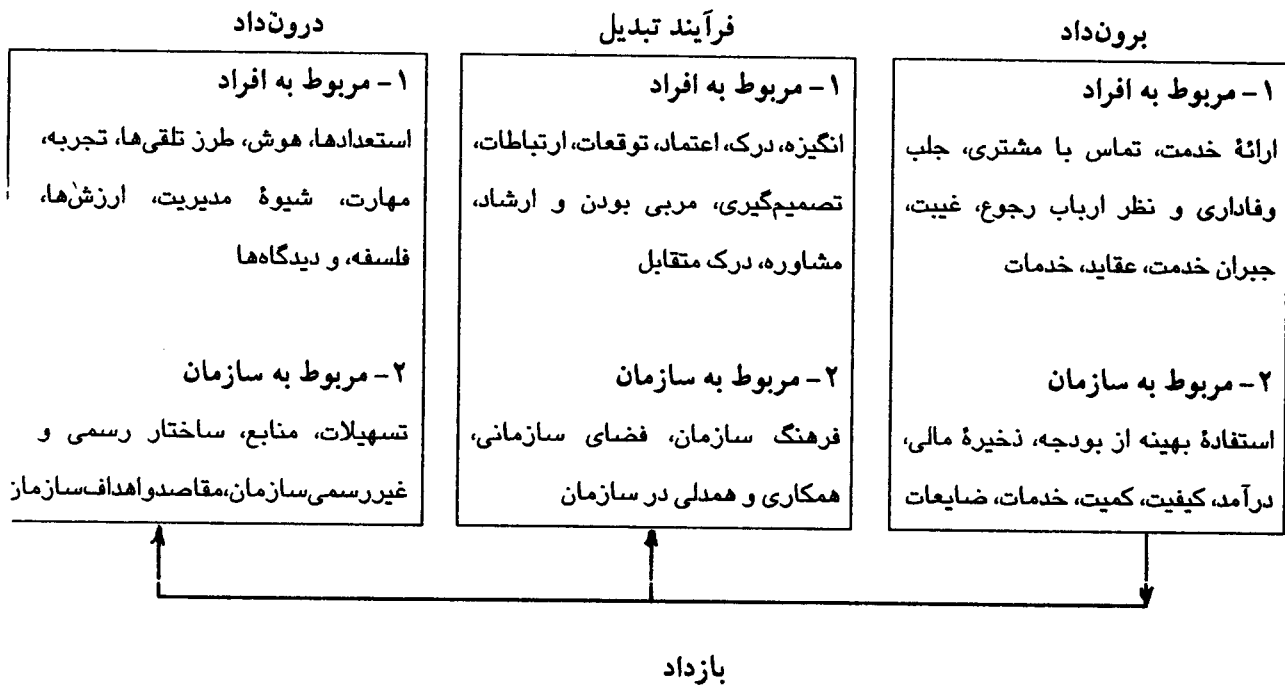 درون‌داد
۱- مربوط به افراد
استعدادها، هوش، طرز تلقی‌ها، تجربه،
مهارت، شیوهٔ مدیریت، ارزش‌ها،
فلسفه، و دیدگاه‌ها
۲- مربوط به سازمان
تسهیلات، منابع، ساختار رسمی و
غیررسمی سازمان، مقاصد و اهداف سازمان
فرآیند تبدیل
۱- مربوط به افراد
انگیزه، درک، اعتماد، توقعات، ارتباطات،
تصمیم‌گیری، مربی بودن و ارشاد،
مشاوره، درک متقابل
۲- مربوط به سازمان
فرهنگ سازمان، فضای سازمانی،
همکاری و همدلی در سازمان
برون‌داد
۱- مربوط به افراد
ارائهٔ خدمت، تماس با مشتری، جلب
وفاداری و نظر ارباب رجوع، غیبت،
جبران خدمت، عقاید، خدمات
۲- مربوط به سازمان
استفادهٔ بهینه از بودجه، ذخیرهٔ مالی،
درآمد، کیفیت، کمیت، خدمات، ضایعات
بازداد